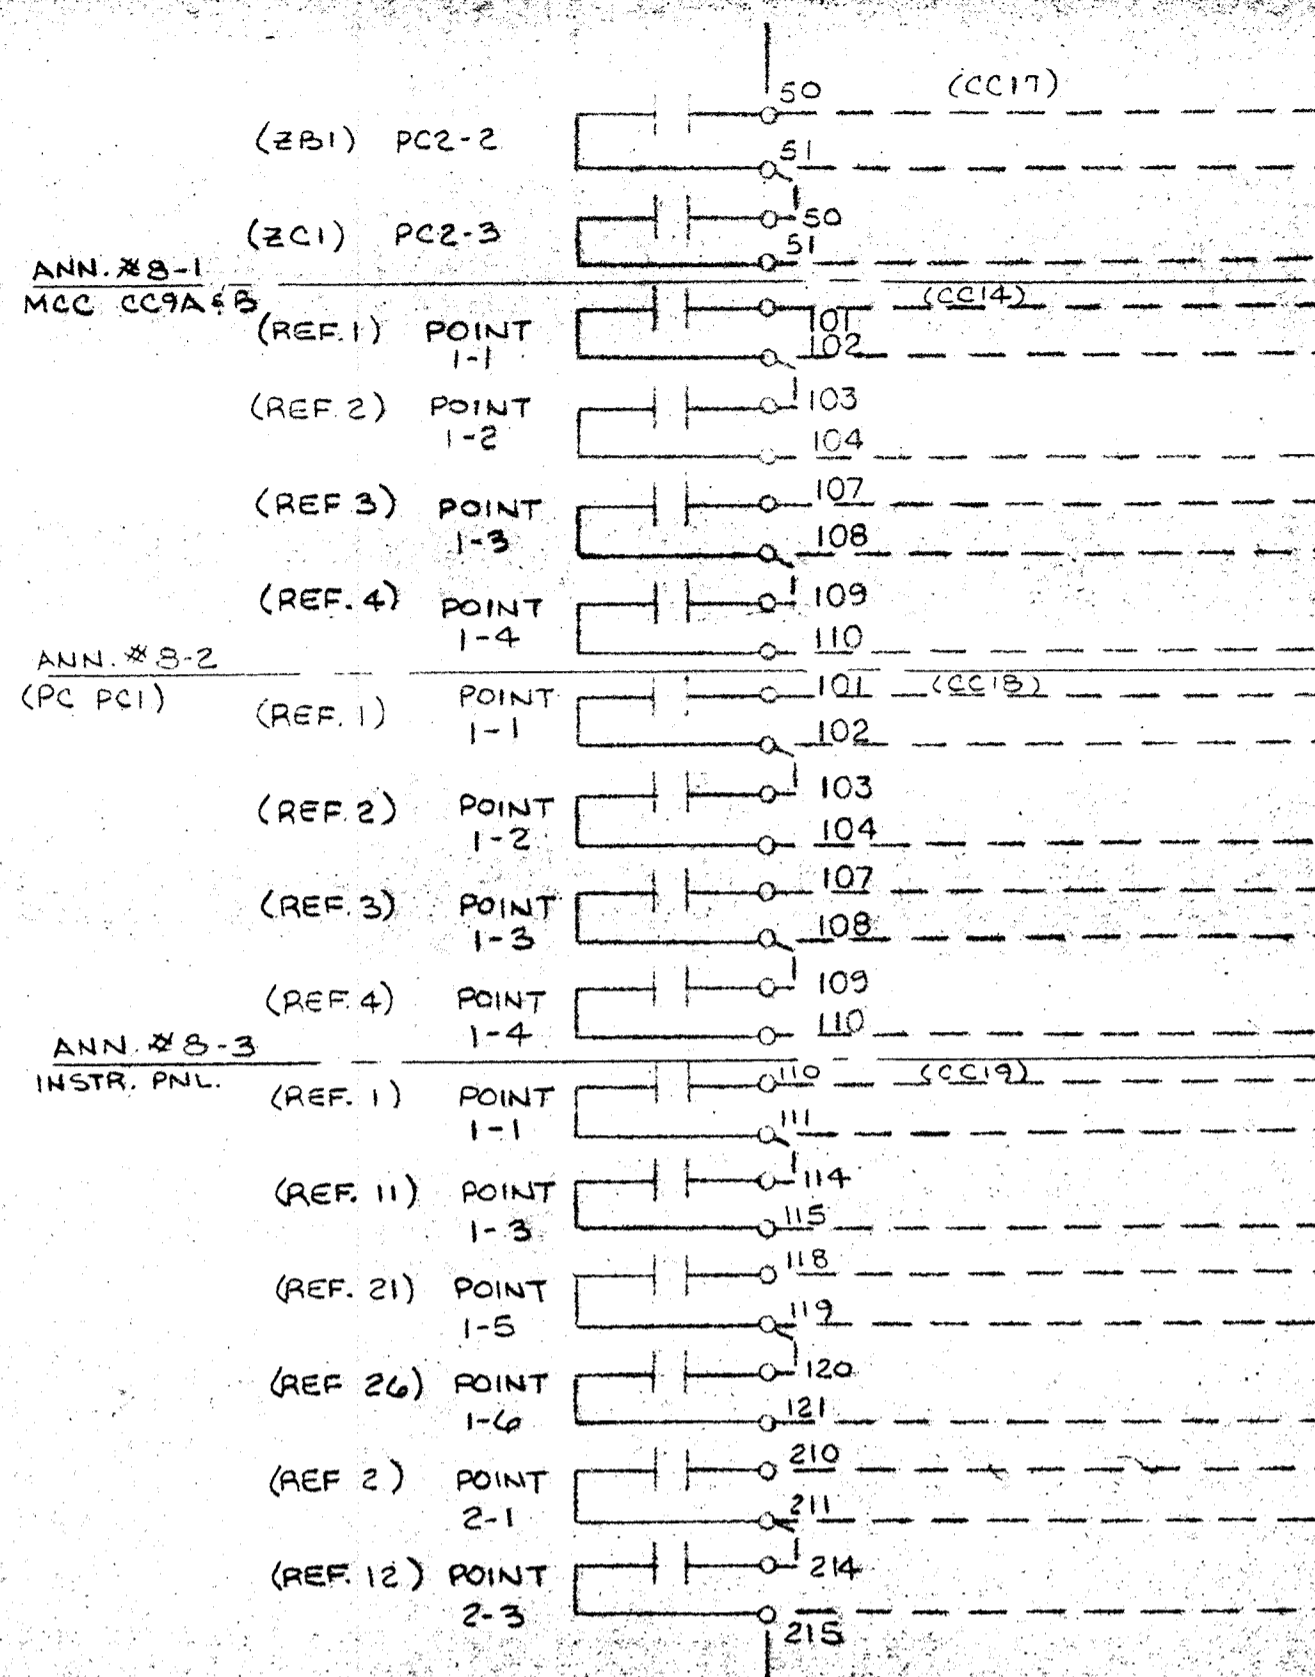 50 (CC17)
(ZB1) PC2-2
51
(ZC1) PC2-3 50
51
ANN. #8-1
MCC CC9A & B
(CC14)
(REF. 1) POINT 101
1-1 102
(REF. 2) POINT 103
1-2 104
(REF 3) POINT 107
1-3 108
(REF. 4) POINT 109
1-4 110
ANN. #8-2
(PC PC1)
(REF. 1) POINT 101 (CC18)
1-1 102
(REF. 2) POINT 103
1-2 104
(REF. 3) POINT 107
1-3 108
(REF. 4) POINT 109
1-4 110
ANN. #8-3
INSTR. PNL.
(REF. 1) POINT 110 (CC19)
1-1 111
(REF. 11) POINT 114
1-3 115
(REF. 21) POINT 118
1-5 119
(REF 26) POINT 120
1-6 121
(REF 2) POINT 210
2-1 211
(REF. 12) POINT 214
2-3 215